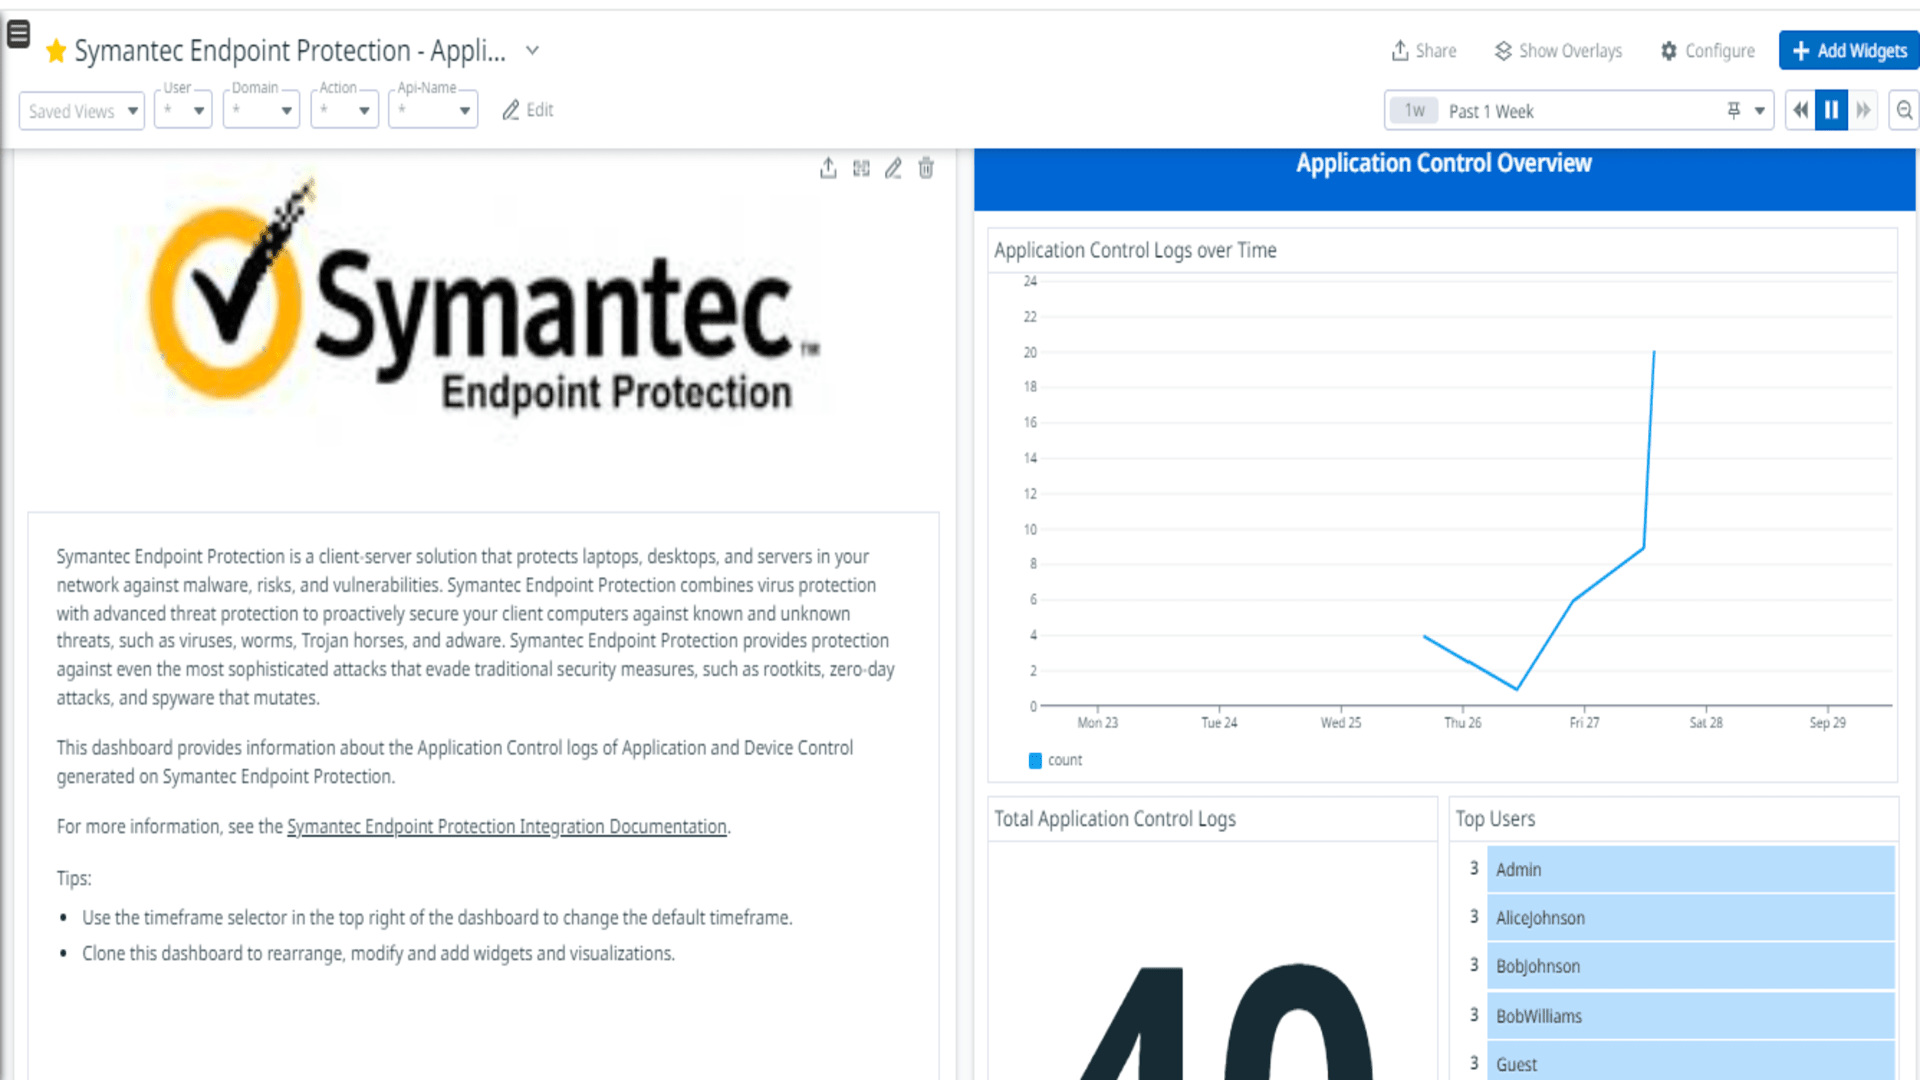 Symantec Endpoint Protection - Appli...
Share
Show Overlays
Configure
Add Widgets
Saved Views
User
*
Domain
*
Action
*
Api-Name
*
Edit
1w
Past 1 Week
Symantec™
Endpoint Protection
Symantec Endpoint Protection is a client-server solution that protects laptops, desktops, and servers in your
network against malware, risks, and vulnerabilities. Symantec Endpoint Protection combines virus protection
with advanced threat protection to proactively secure your client computers against known and unknown
threats, such as viruses, worms, Trojan horses, and adware. Symantec Endpoint Protection provides protection
against even the most sophisticated attacks that evade traditional security measures, such as rootkits, zero-day
attacks, and spyware that mutates.
This dashboard provides information about the Application Control logs of Application and Device Control
generated on Symantec Endpoint Protection.
For more information, see the Symantec Endpoint Protection Integration Documentation.
Tips:
• Use the timeframe selector in the top right of the dashboard to change the default timeframe.
• Clone this dashboard to rearrange, modify and add widgets and visualizations.
Application Control Overview
Application Control Logs over Time
24
22
20
18
16
14
12
10
8
6
4
2
0
Mon 23
Tue 24
Wed 25
Thu 26
Fri 27
Sat 28
Sep 29
count
Total Application Control Logs
40
Top Users
3 Admin
3 AliceJohnson
3 BobJohnson
3 BobWilliams
3 Guest